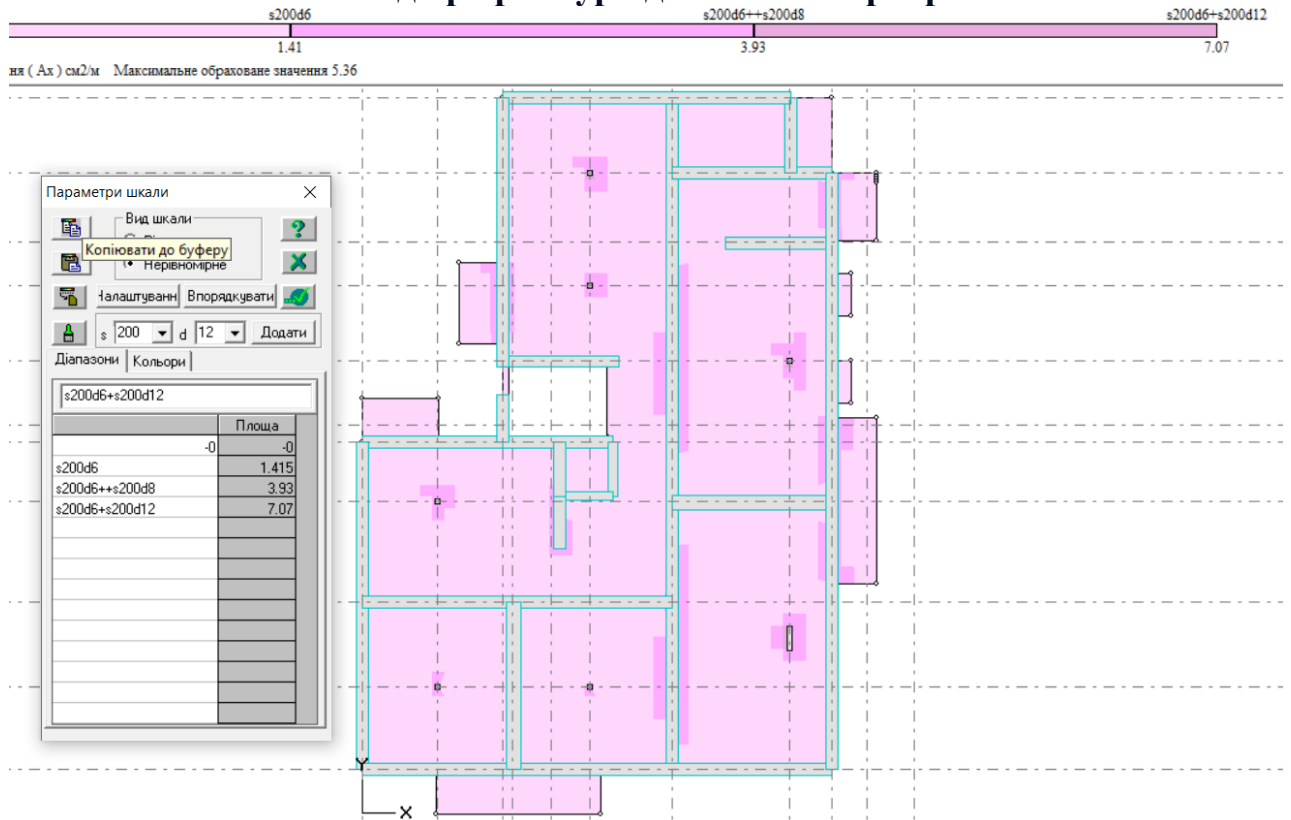 s200d6 s200d6++s200d8 s200d6+s200d12
1.41 3.93 7.07
ня ( Ax ) см2/м Максимальне обраховане значення 5.36
Параметри шкали
Вид шкали
Копіювати до буферу
Нерівномірне
Налаштуванн Впорядкувати
s 200 d 12 Додати
Діапазони Кольори
s200d6+s200d12
Площа
-0 -0
s200d6 1.415
s200d6++s200d8 3.93
s200d6+s200d12 7.07
Y
X